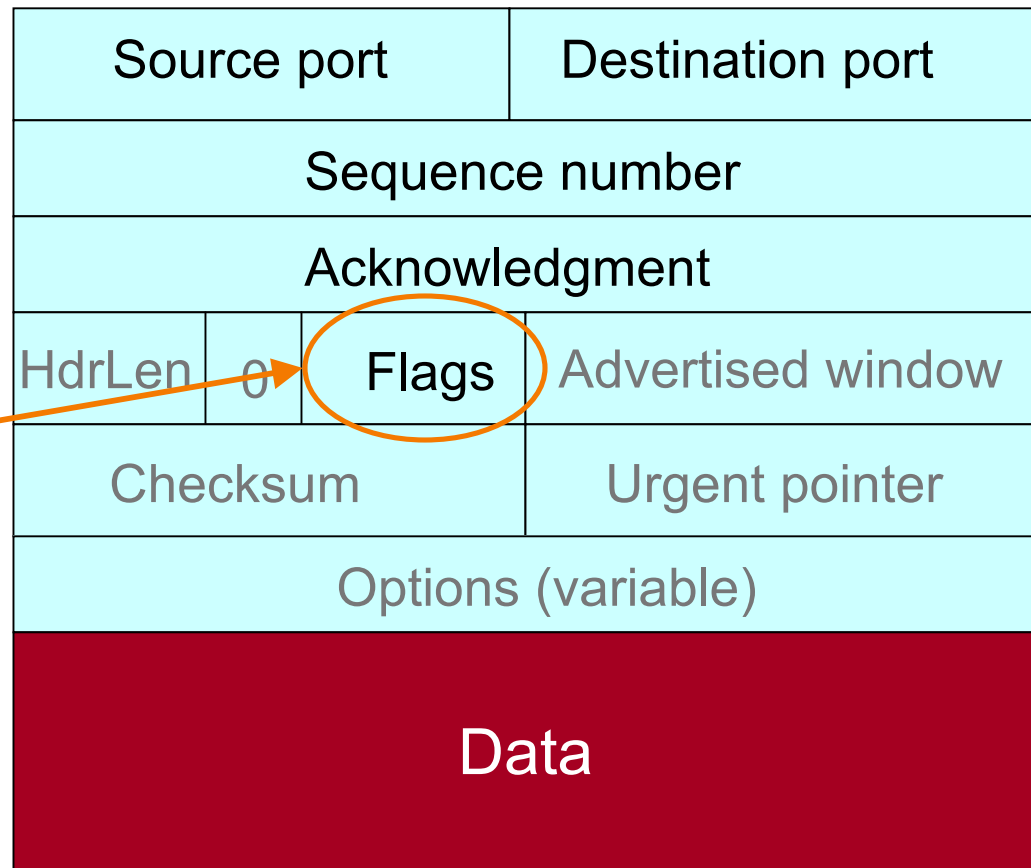 Source port Destination port
Sequence number
Acknowledgment
HdrLen 0 Flags Advertised window
Checksum Urgent pointer
Options (variable)
Data